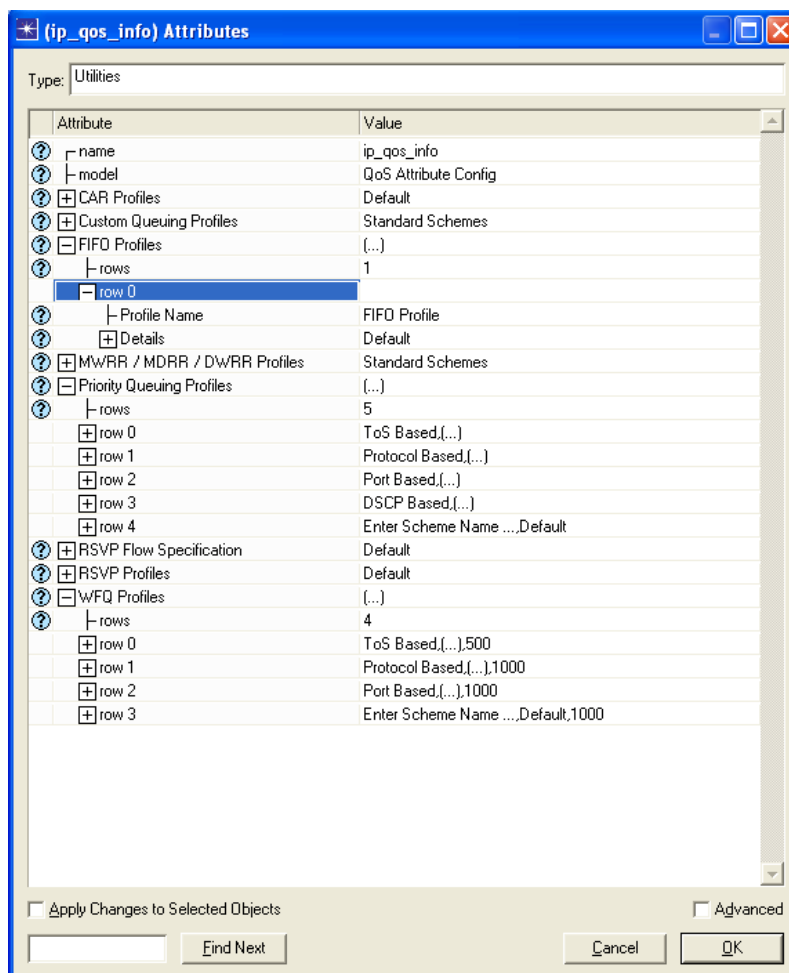 (ip_qos_info) Attributes
Type: Utilities
Attribute Value
name ip_qos_info
model QoS Attribute Config
CAR Profiles Default
Custom Queuing Profiles Standard Schemes
FIFO Profiles (...)
rows 1
row 0
Profile Name FIFO Profile
Details Default
MWRR / MDRR / DWRR Profiles Standard Schemes
Priority Queuing Profiles (...)
rows 5
row 0 ToS Based,(...)
row 1 Protocol Based,(...)
row 2 Port Based,(...)
row 3 DSCP Based,(...)
row 4 Enter Scheme Name ...,Default
RSVP Flow Specification Default
RSVP Profiles Default
WFQ Profiles (...)
rows 4
row 0 ToS Based,(...),500
row 1 Protocol Based,(...),1000
row 2 Port Based,(...),1000
row 3 Enter Scheme Name ...,Default,1000
Apply Changes to Selected Objects Advanced
Find Next Cancel OK